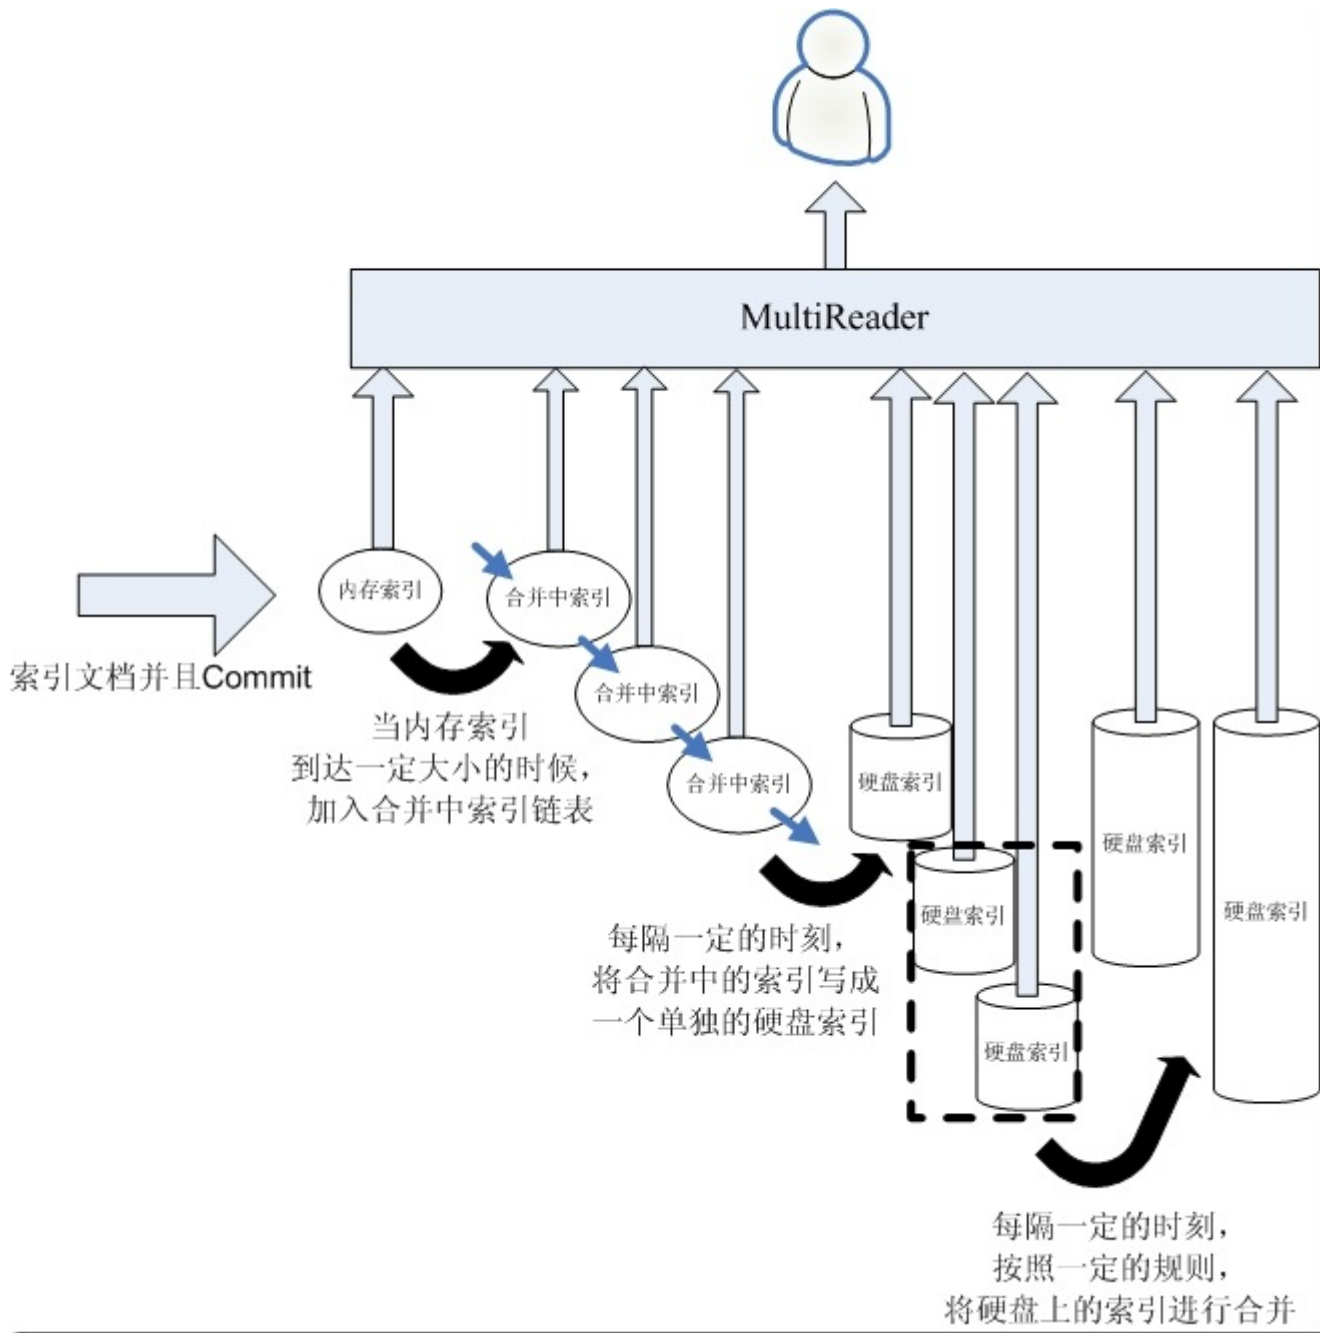 MultiReader
内存索引
合并中索引
索引文档并且Commit
合并中索引
当内存索引
到达一定大小的时候，
加入合并中索引链表
合并中索引
硬盘索引
硬盘索引
硬盘索引
硬盘索引
硬盘索引
每隔一定的时刻，
将合并中的索引写成
一个单独的硬盘索引
每隔一定的时刻，
按照一定的规则，
将硬盘上的索引进行合并